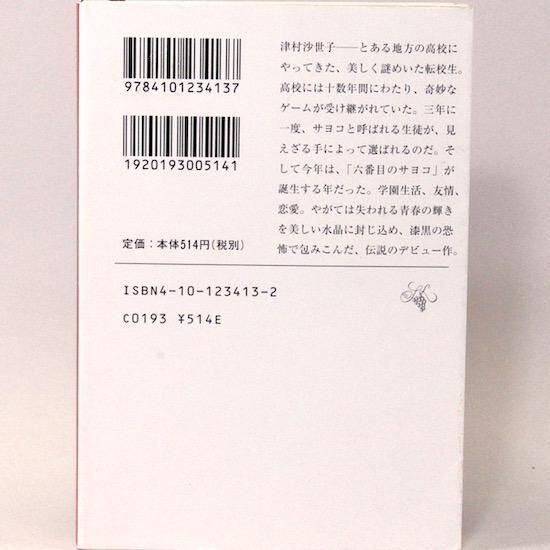 9784101234137
1920193005141
定価:本体514円(税別)
津村沙世子――とある地方の高校に
やってきた、美しく謎めいた転校生。
高校には十数年間にわたり、奇妙な
ゲームが受け継がれていた。三年に
一度、サヨコと呼ばれる生徒が、見
えざる手によって選ばれるのだ。そ
して今年は、「六番目のサヨコ」が
誕生する年だった。学園生活、友情、
恋愛。やがては失われる青春の輝き
を美しい水晶に封じ込め、漆黒の恐
怖で包みこんだ、伝説のデビュー作。
ISBN4-10-123413-2
C0193 ¥514E